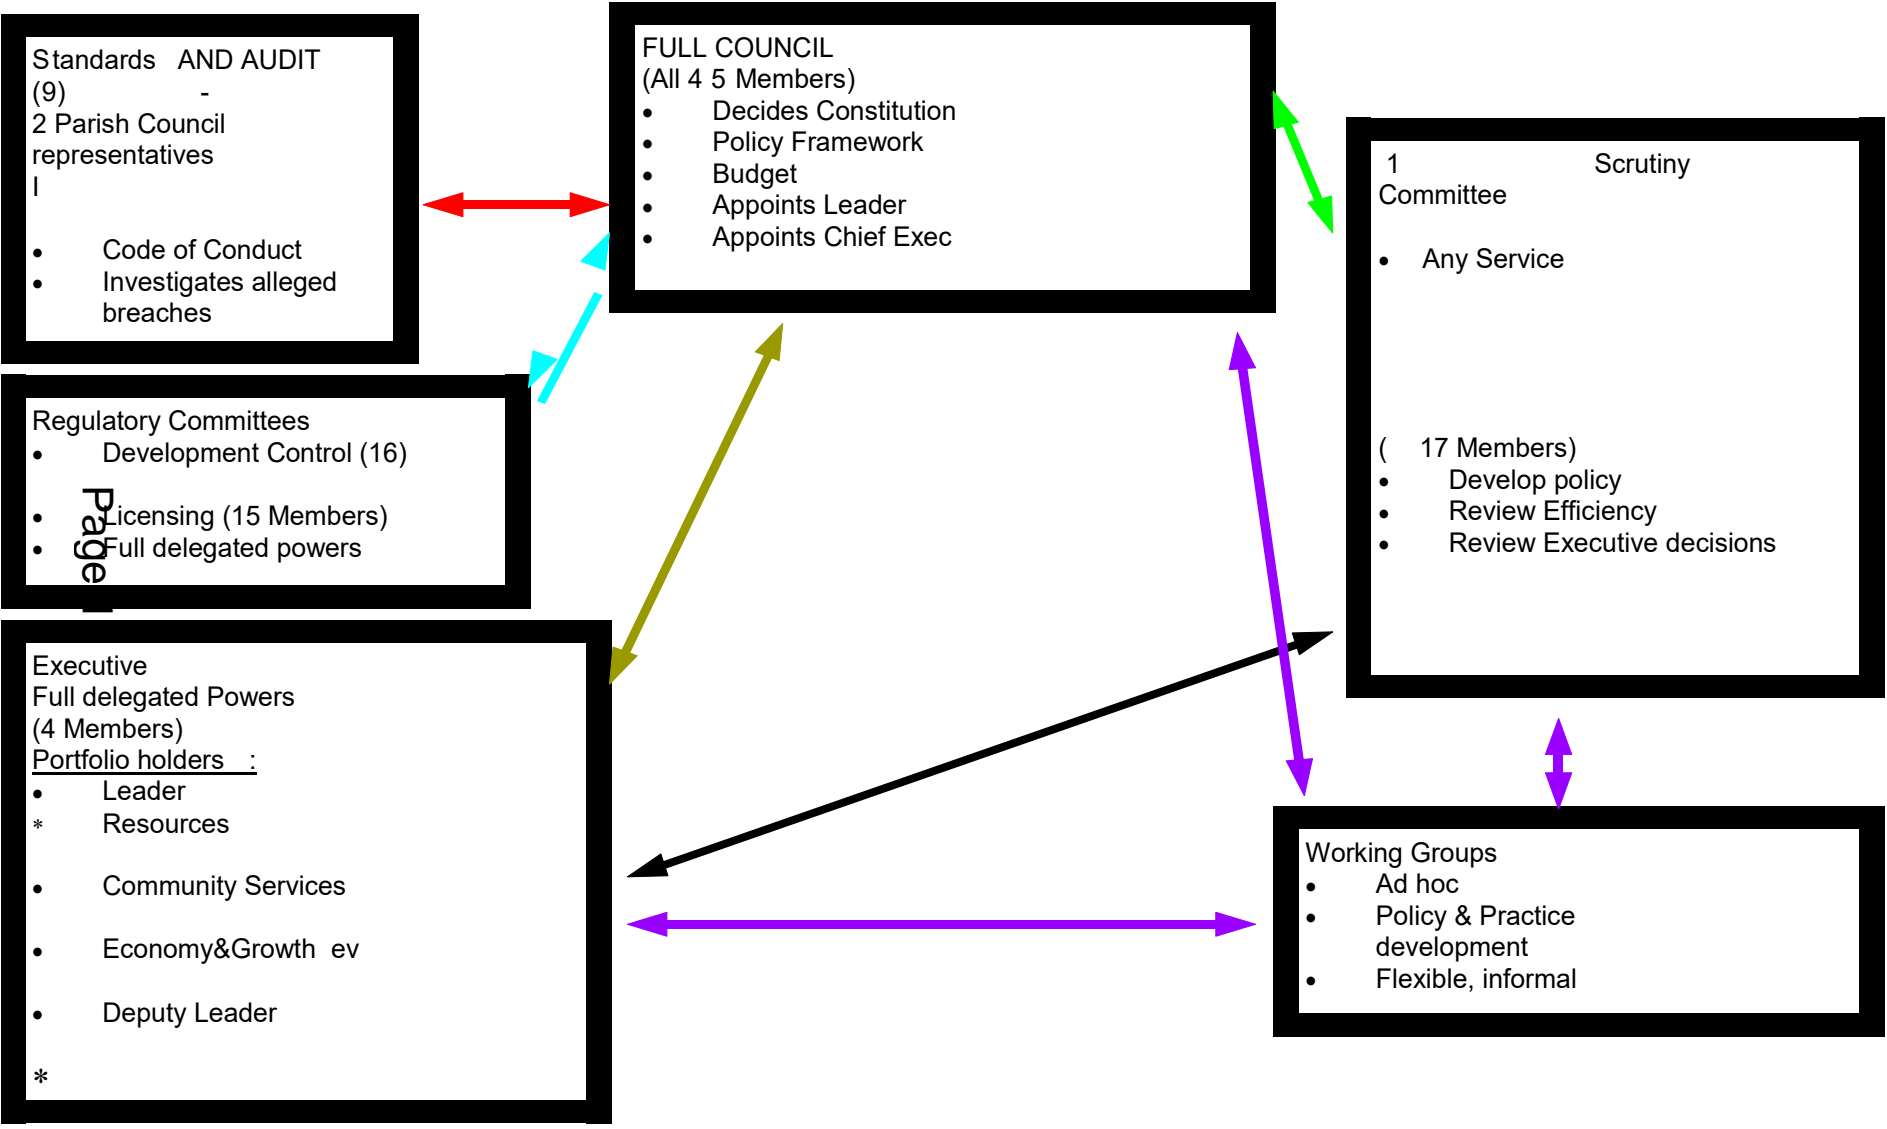 Standards AND AUDIT
(9) -
2 Parish Council
representatives
I
• Code of Conduct
• Investigates alleged
breaches
FULL COUNCIL
(All 4 5 Members)
• Decides Constitution
• Policy Framework
• Budget
• Appoints Leader
• Appoints Chief Exec
1 Scrutiny
Committee
• Any Service
( 17 Members)
• Develop policy
• Review Efficiency
• Review Executive decisions
Regulatory Committees
• Development Control (16)
• Licensing (15 Members)
• Full delegated powers
Page
Executive
Full delegated Powers
(4 Members)
Portfolio holders :
• Leader
* Resources
• Community Services
• Economy&Growth ev
• Deputy Leader
*
Working Groups
• Ad hoc
• Policy & Practice
development
• Flexible, informal